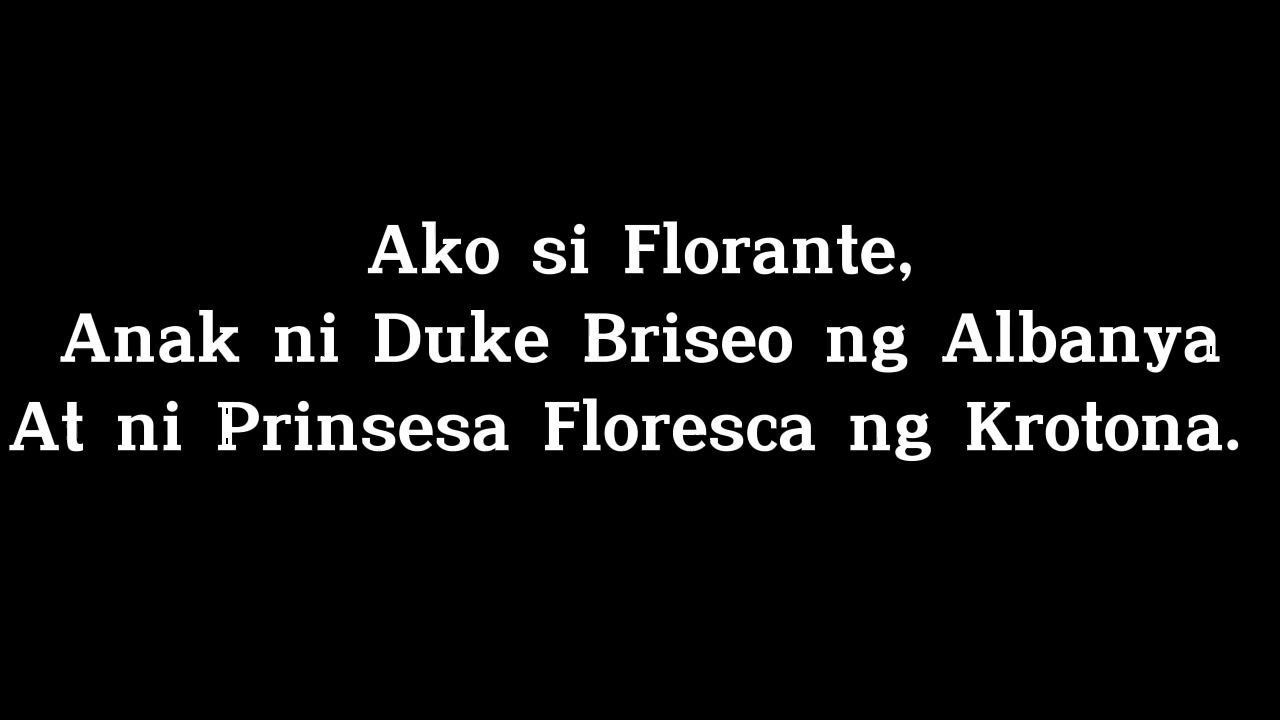 Ako si Florante,
Anak ni Duke Briseo ng Albanya
At ni Prinsesa Floresca ng Krotona.